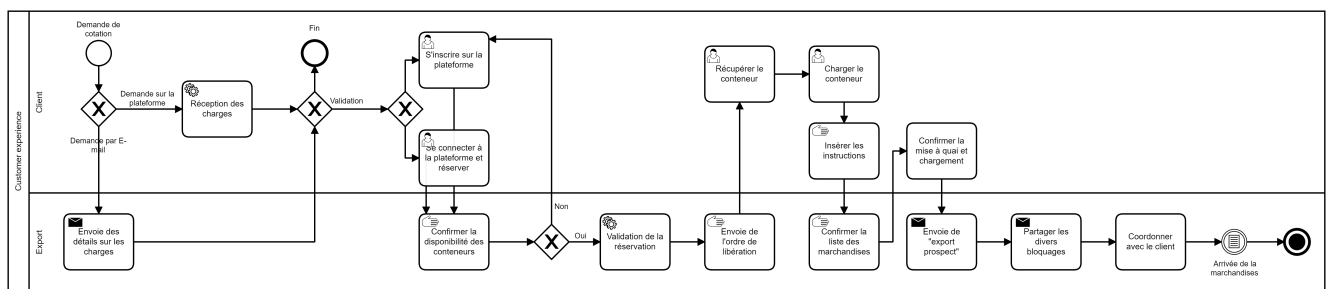 Customer experience
Client
Demande de
cotation
Demande sur la
plateforme
Demande par E-
mail
Réception des
charges
Fin
Validation
S'inscrire sur la
plateforme
Se connecter à
la plateforme et
réserver
Récupérer le
conteneur
Charger le
conteneur
Insérer les
instructions
Confirmer la
mise à quai et
chargement
Export
Envoie des
détails sur les
charges
Confirmer la
disponibilité des
conteneurs
Non
Oui
Validation de la
réservation
Envoie de
l'ordre de
libération
Confirmer la
liste des
marchandises
Envoie de
"export
prospect"
Partager les
divers
bloquages
Coordonner
avec le client
Arrivée de la
marchandises